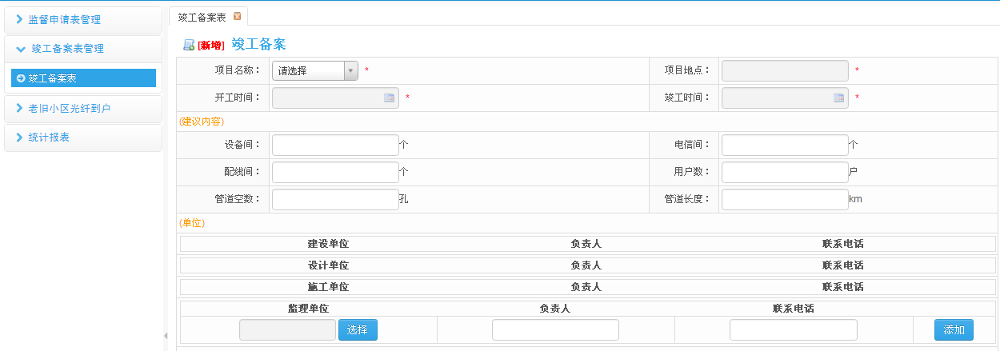 监督申请表管理
竣工备案表管理
竣工备案表
老旧小区光纤到户
统计报表
竣工备案表
[新增] 竣工备案
项目名称： 请选择 * 项目地点： *
开工时间： * 竣工时间： *
(建议内容)
设备间： 个 电信间： 个
配线间： 个 用户数： 户
管道空数： 孔 管道长度： km
(单位)
建设单位 负责人 联系电话
设计单位 负责人 联系电话
施工单位 负责人 联系电话
监理单位 负责人 联系电话
选择 添加